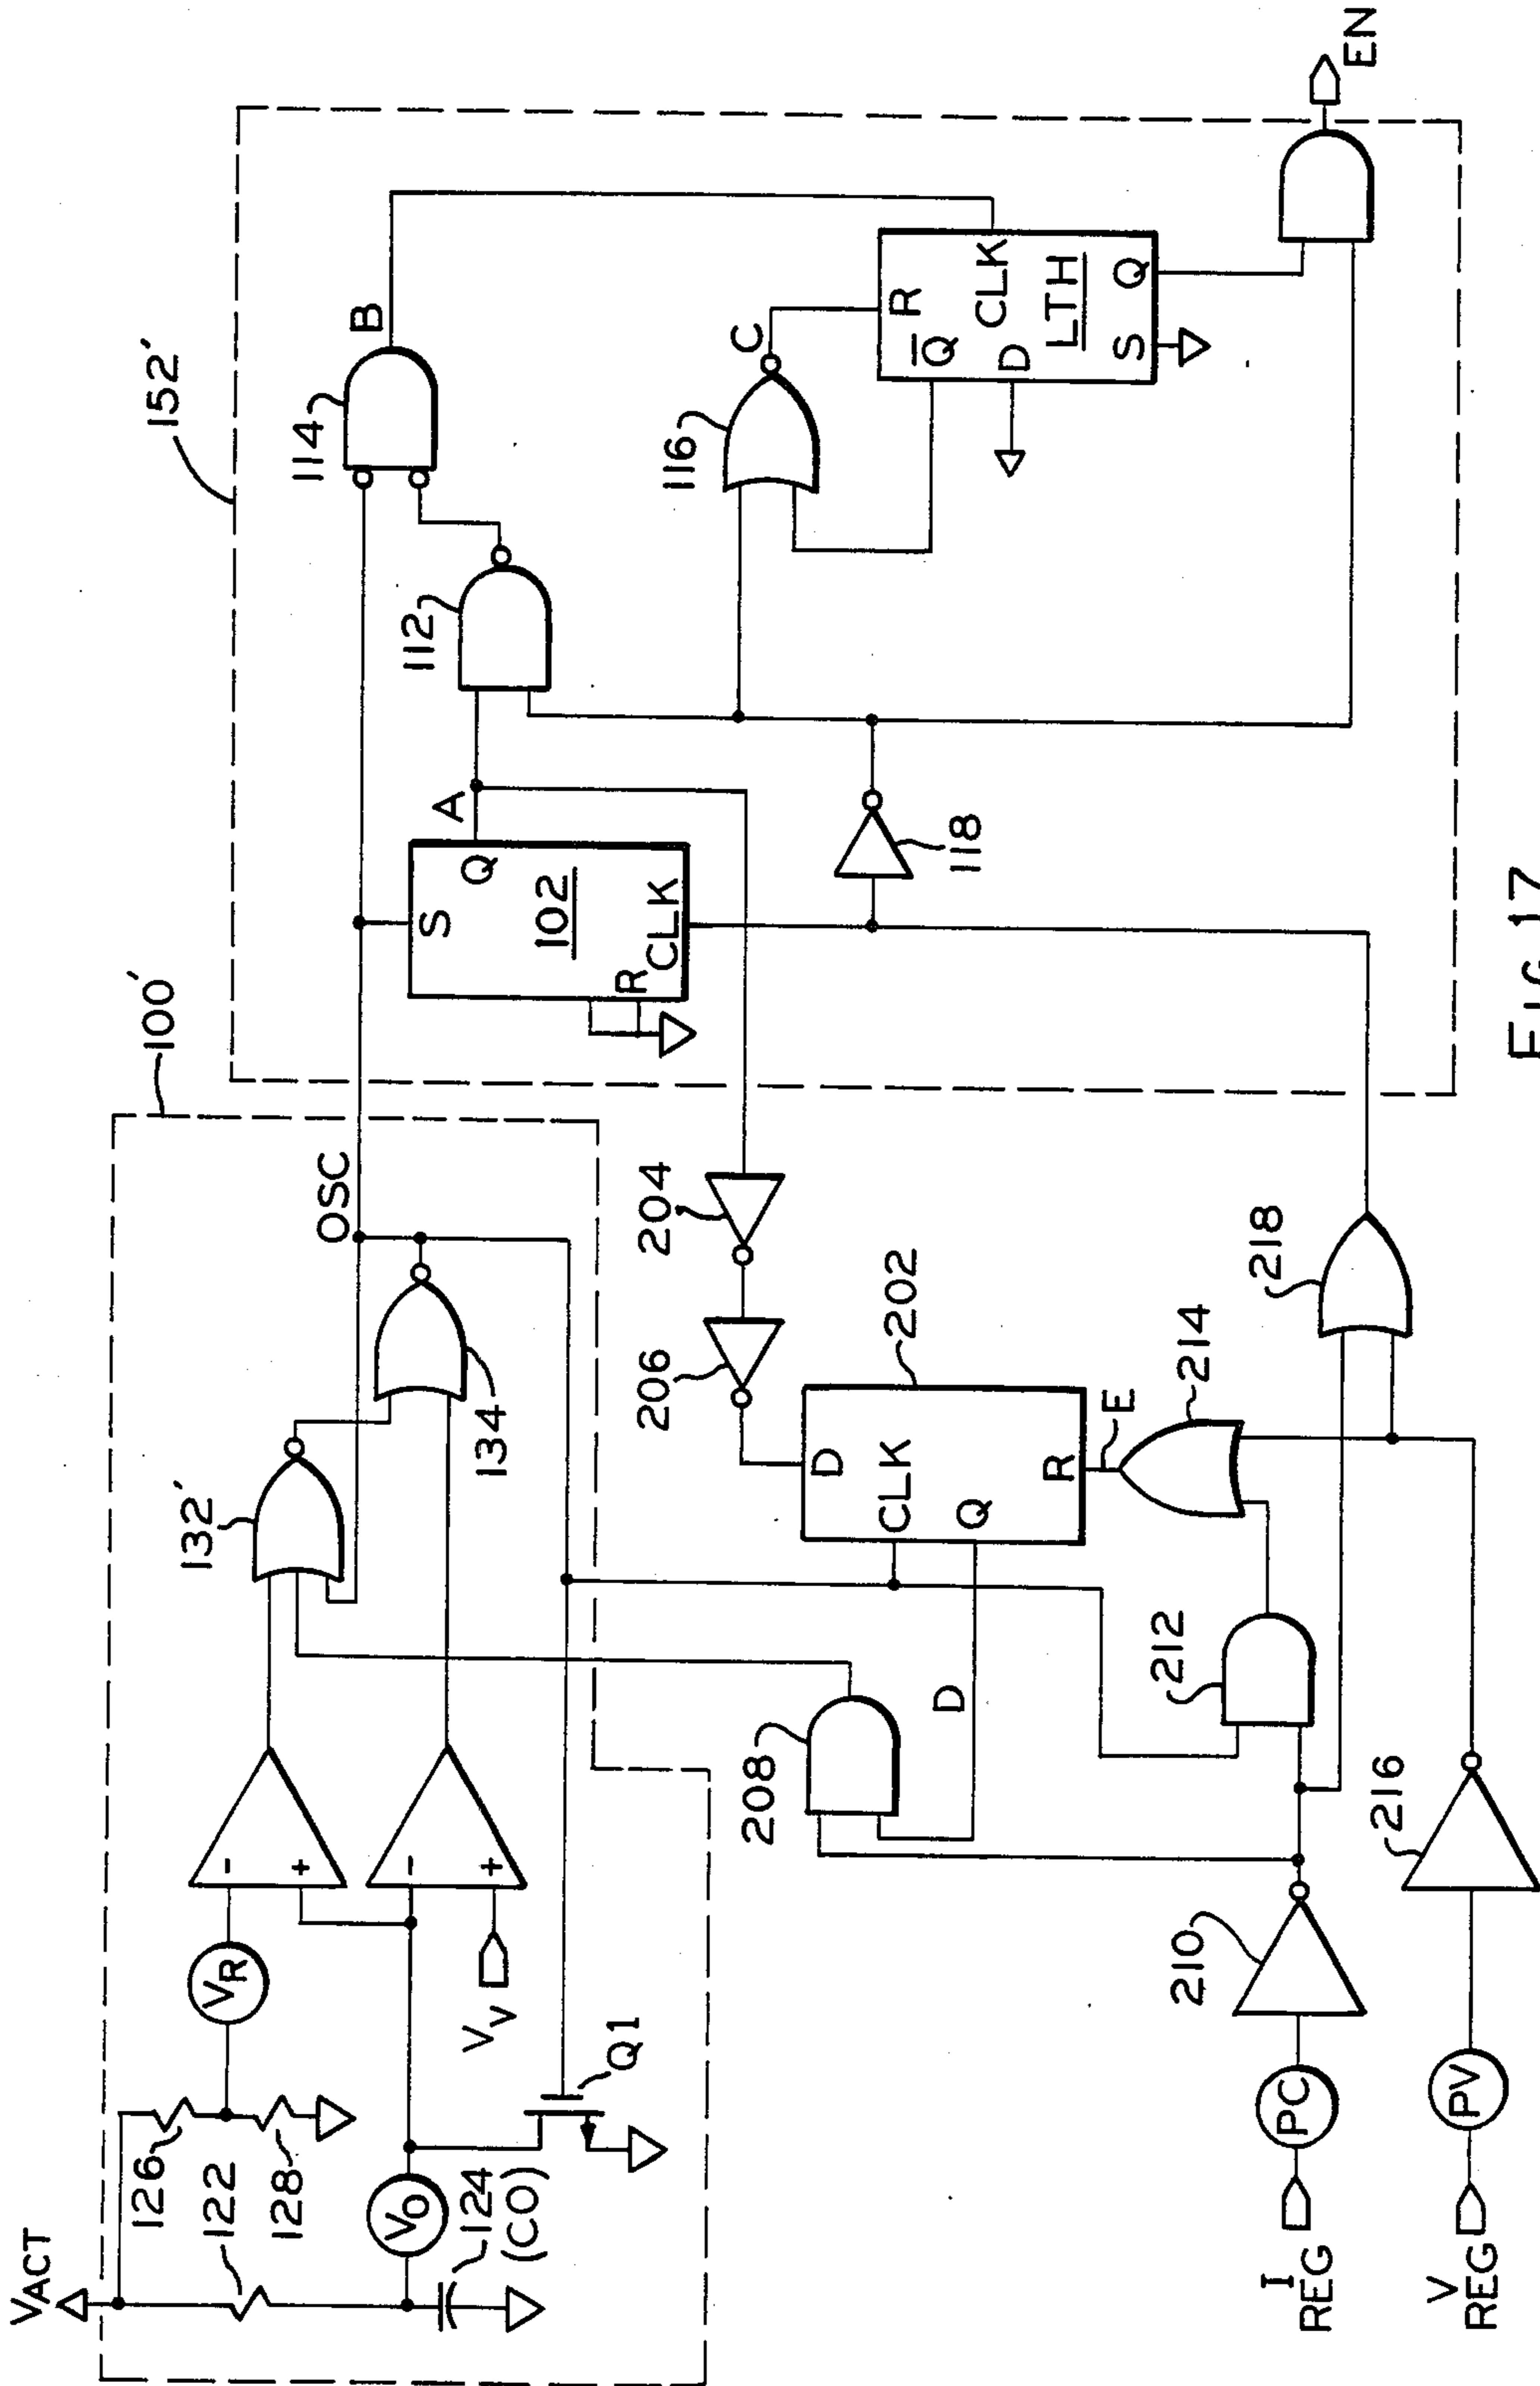 152'
100'
EN
B
114
112
A
OSC
S
Q
102
R
CLK
118
116
C
R
Q̅
CLK
D
LTH
S
Q
132'
134
204
206
202
D
CLK
Q
R
E
214
218
208
D
212
210
216
VACT
126
122
128
VR
-
+
-
+
VO
VV
124
(CO)
Q1
PC
PV
I REG
V REG
FIG. 17